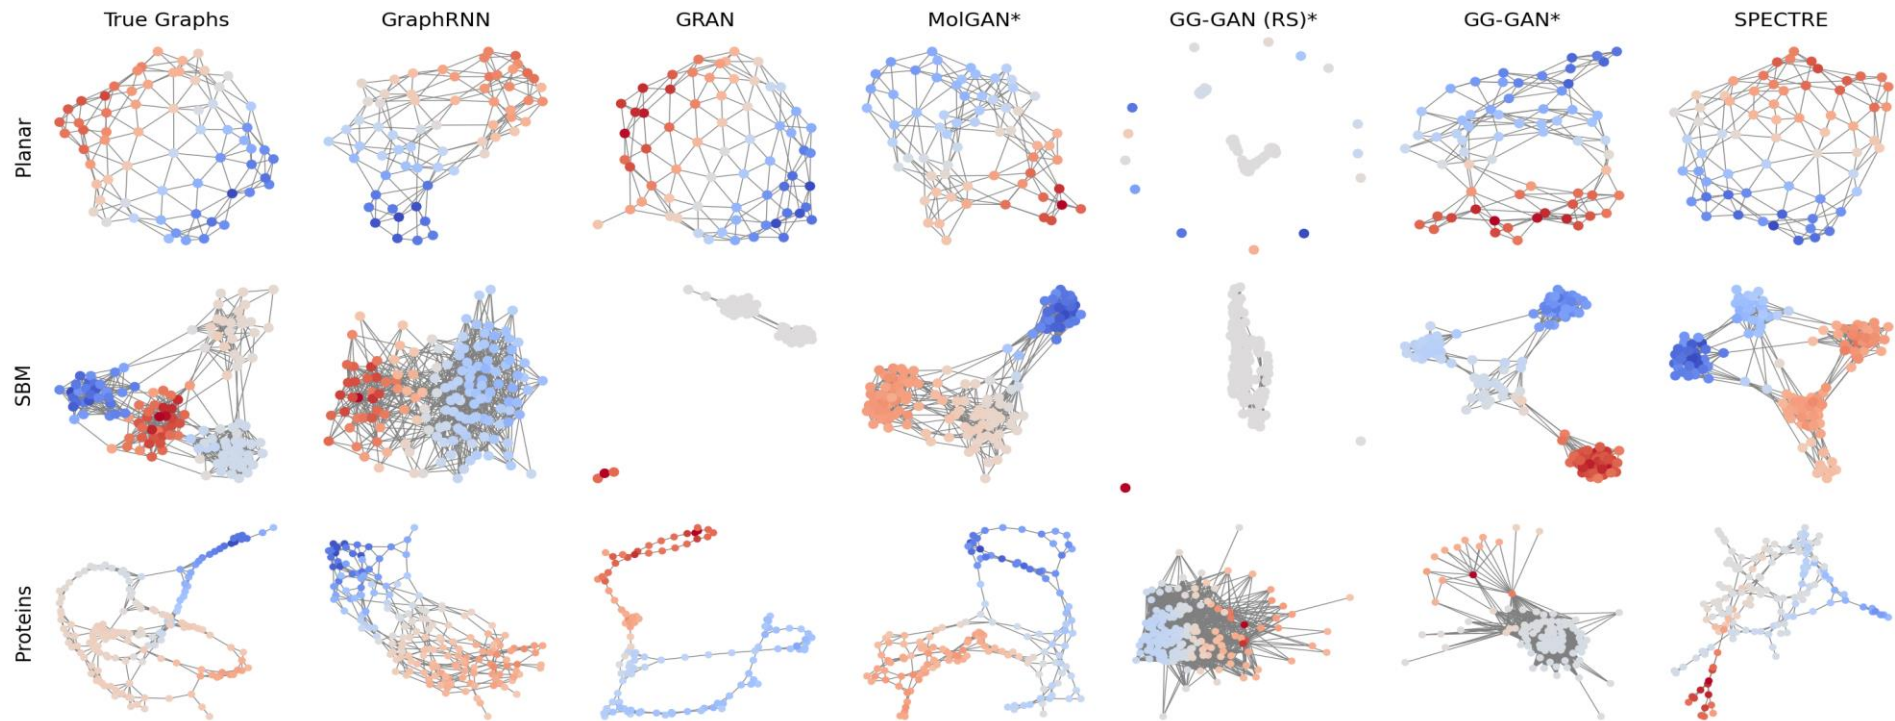 True Graphs GraphRNN GRAN MolGAN* GG-GAN (RS)* GG-GAN* SPECTRE
Planar
SBM
Proteins